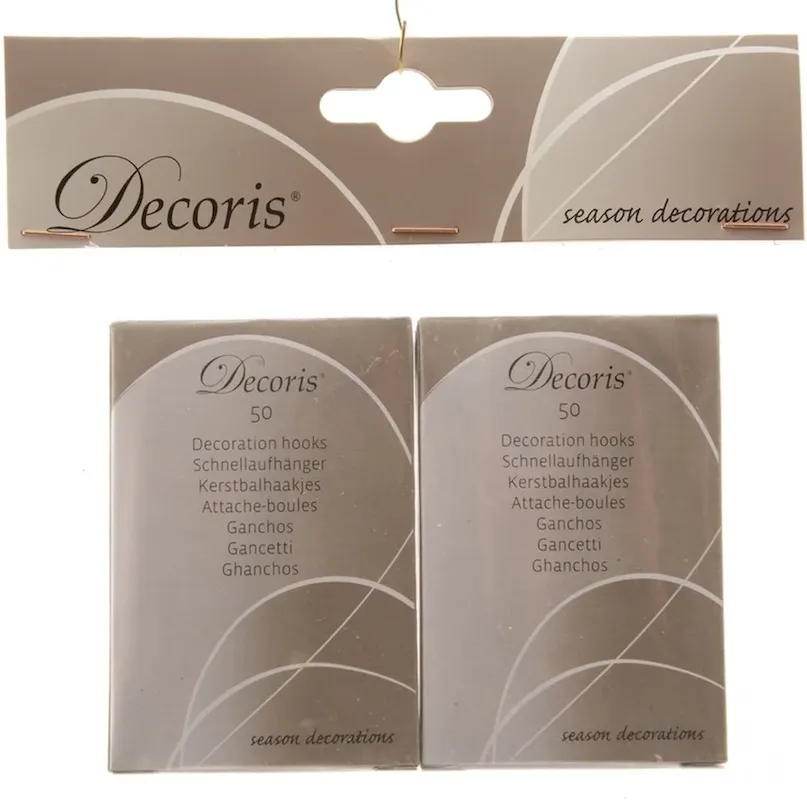 Decoris®
season decorations
Decoris®
50
Decoration hooks
Schnellaufhänger
Kerstbalhaakjes
Attache-boules
Ganchos
Gancetti
Ghanchos
season decorations
Decoris®
50
Decoration hooks
Schnellaufhänger
Kerstbalhaakjes
Attache-boules
Ganchos
Gancetti
Ghanchos
season decorations